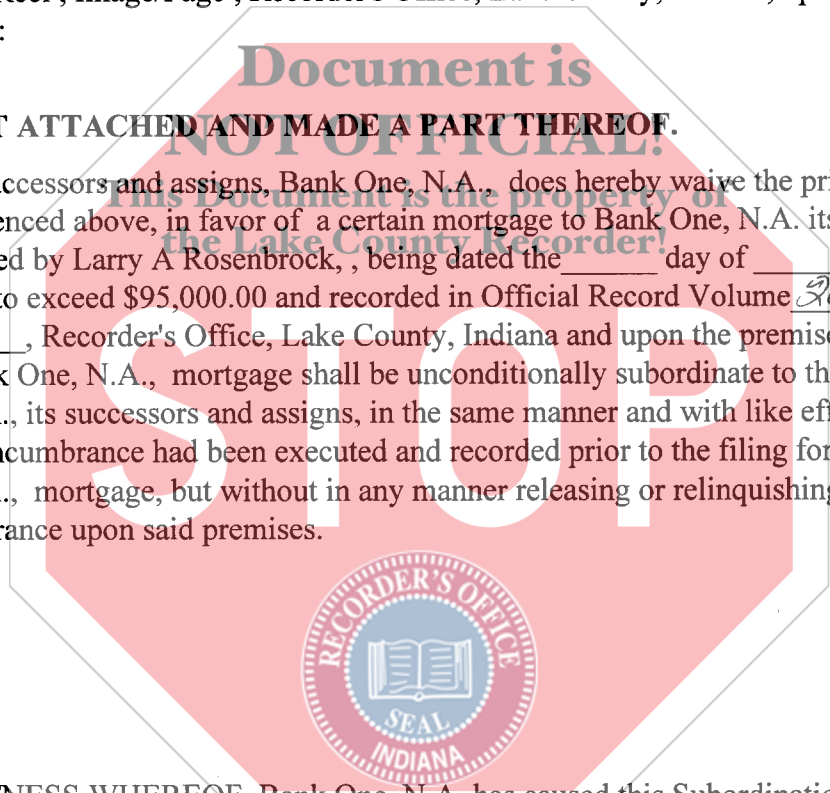 :
Document is
T ATTACHED AND MADE A PART THEREOF.
NOT OFFICIAL!
ccessors and assigns, Bank One, N.A., does hereby waive the pri
This Document is the property of
enced above, in favor of a certain mortgage to Bank One, N.A. its
the Lake County Recorder!
ed by Larry A Rosenbrock, , being dated the_______ day of ______
to exceed $95,000.00 and recorded in Official Record Volume
__, Recorder's Office, Lake County, Indiana and upon the premise
k One, N.A., mortgage shall be unconditionally subordinate to th
., its successors and assigns, in the same manner and with like eff
ncumbrance had been executed and recorded prior to the filing for
., mortgage, but without in any manner releasing or relinquishing
rance upon said premises.
STOP
RECORDER'S OFFICE
SEAL
INDIANA
NESS WHEREOF, Bank One, N.A. has caused this Subordinatio